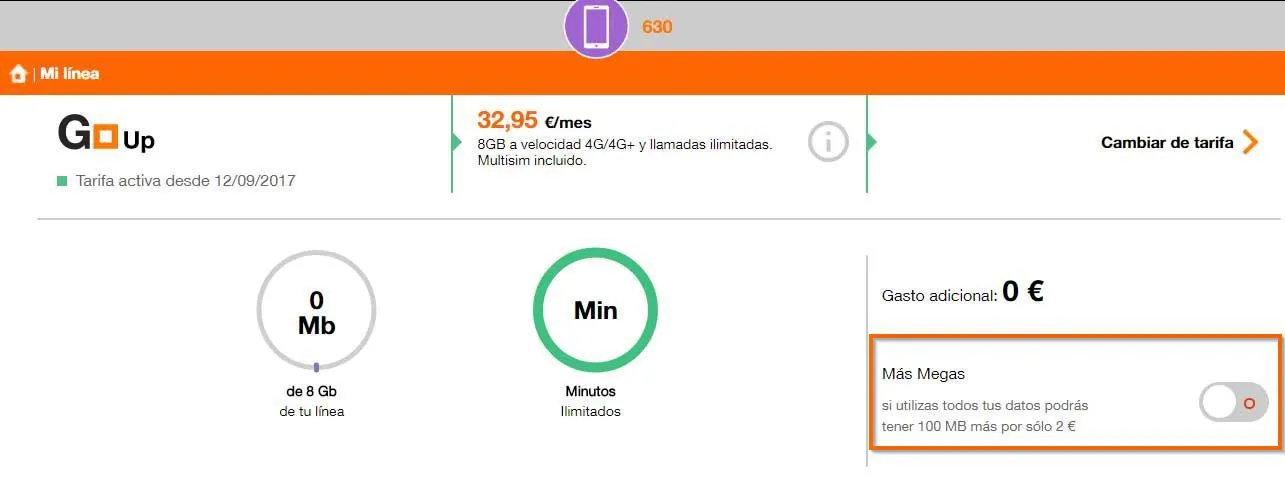 630
| Mi línea
Go Up
Tarifa activa desde 12/09/2017
32,95 €/mes
8GB a velocidad 4G/4G+ y llamadas ilimitadas.
Multisim incluido.
i
Cambiar de tarifa
0
Mb
de 8 Gb
de tu línea
Min
Minutos
Ilimitados
Gasto adicional: 0 €
Más Megas
si utilizas todos tus datos podrás
tener 100 MB más por sólo 2 €
O